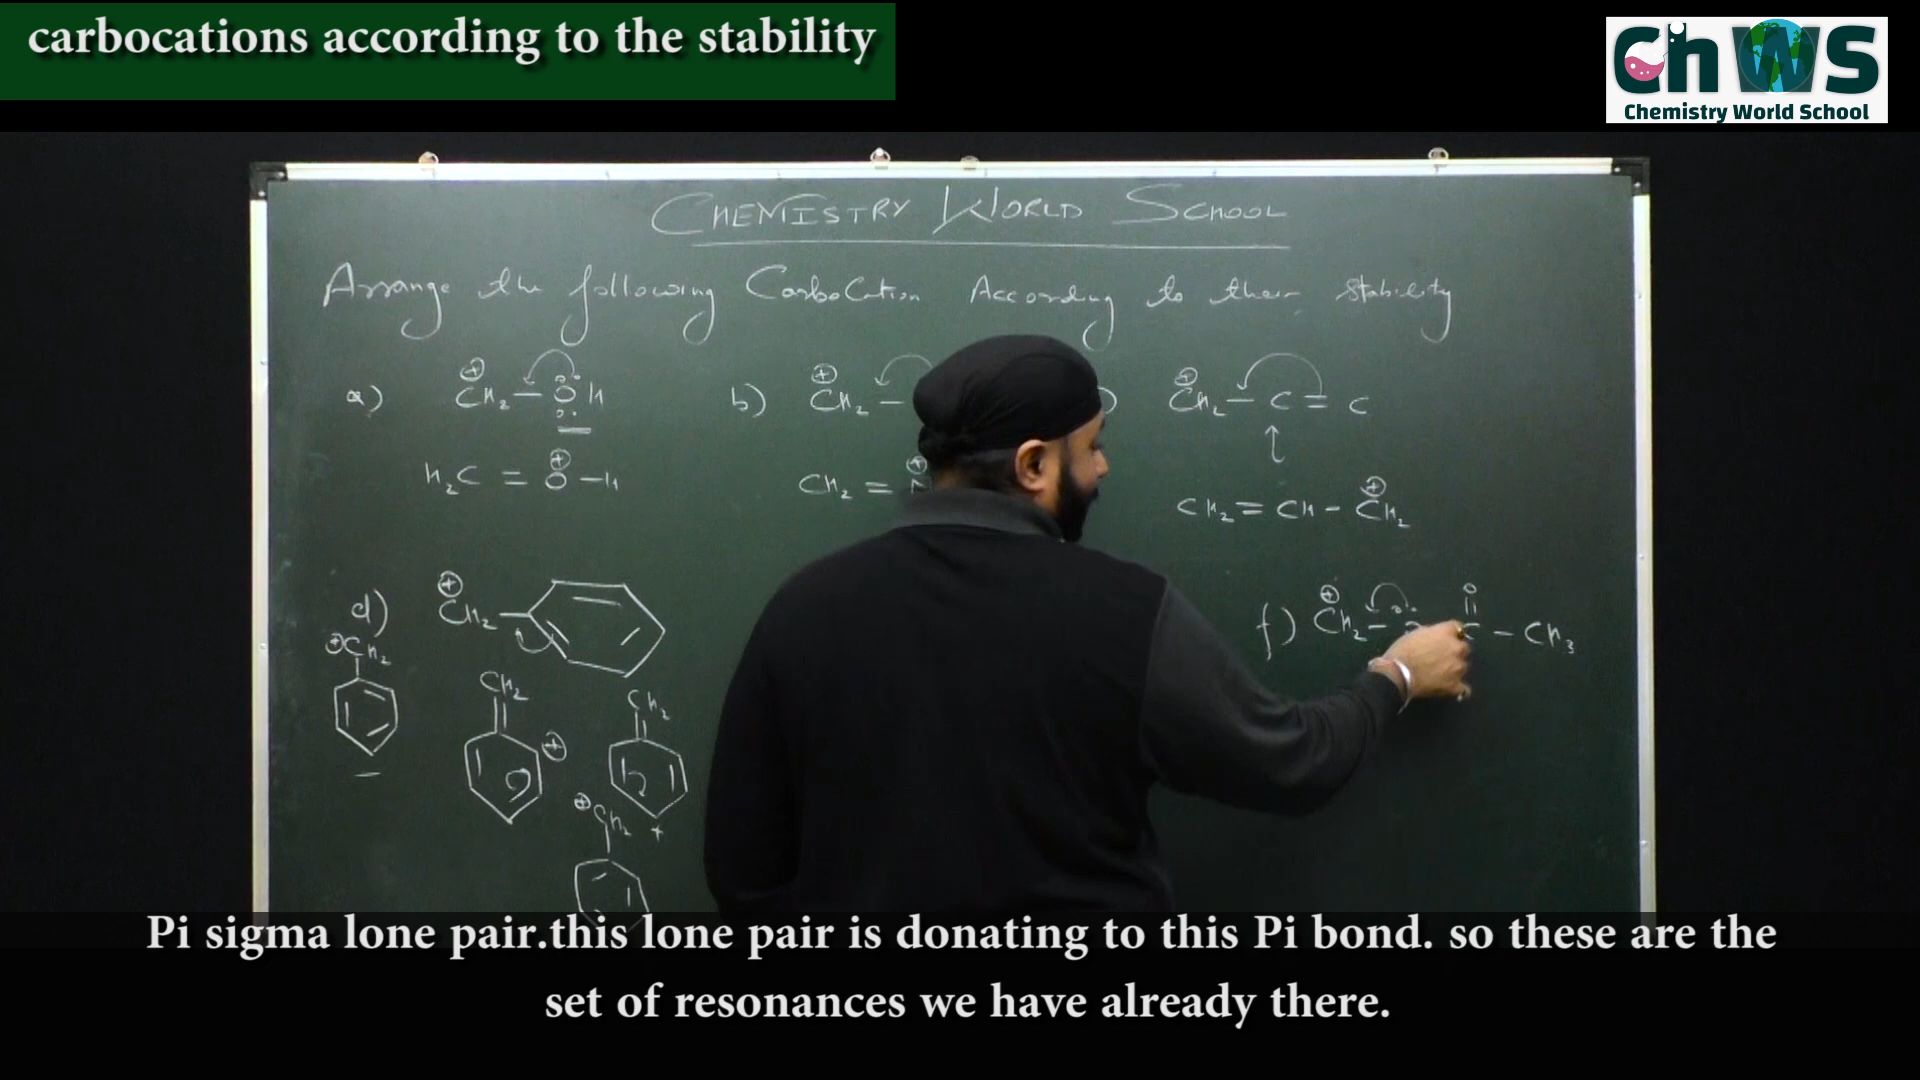 carbocations according to the stability
ChWS
Chemistry World School
CHEMISTRY WORLD SCHOOL
Arrange the following CarboCation According to their Stability
a) ⊕CH₂ – ÖH
b) ⊕CH₂ –
) ⊕CH₂ – C = C
H₂C = O⊕ – H
CH₂ =
CH₂ = CH – ⊕CH₂
d) ⊕CH₂
f) ⊕CH₂ – – CH₃
⊕CH₂
CH₂
CH₂
⊕CH₂
Pi sigma lone pair.this lone pair is donating to this Pi bond. so these are the
set of resonances we have already there.